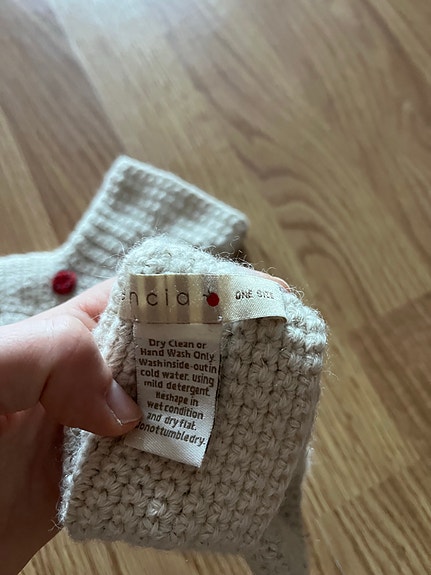 ncia
ONE SIZE
Dry Clean or
Hand Wash Only
Washinside-outin
cold water. using
mild detergent.
Reshape in
wet condition
and dry flat.
onottumbledry.